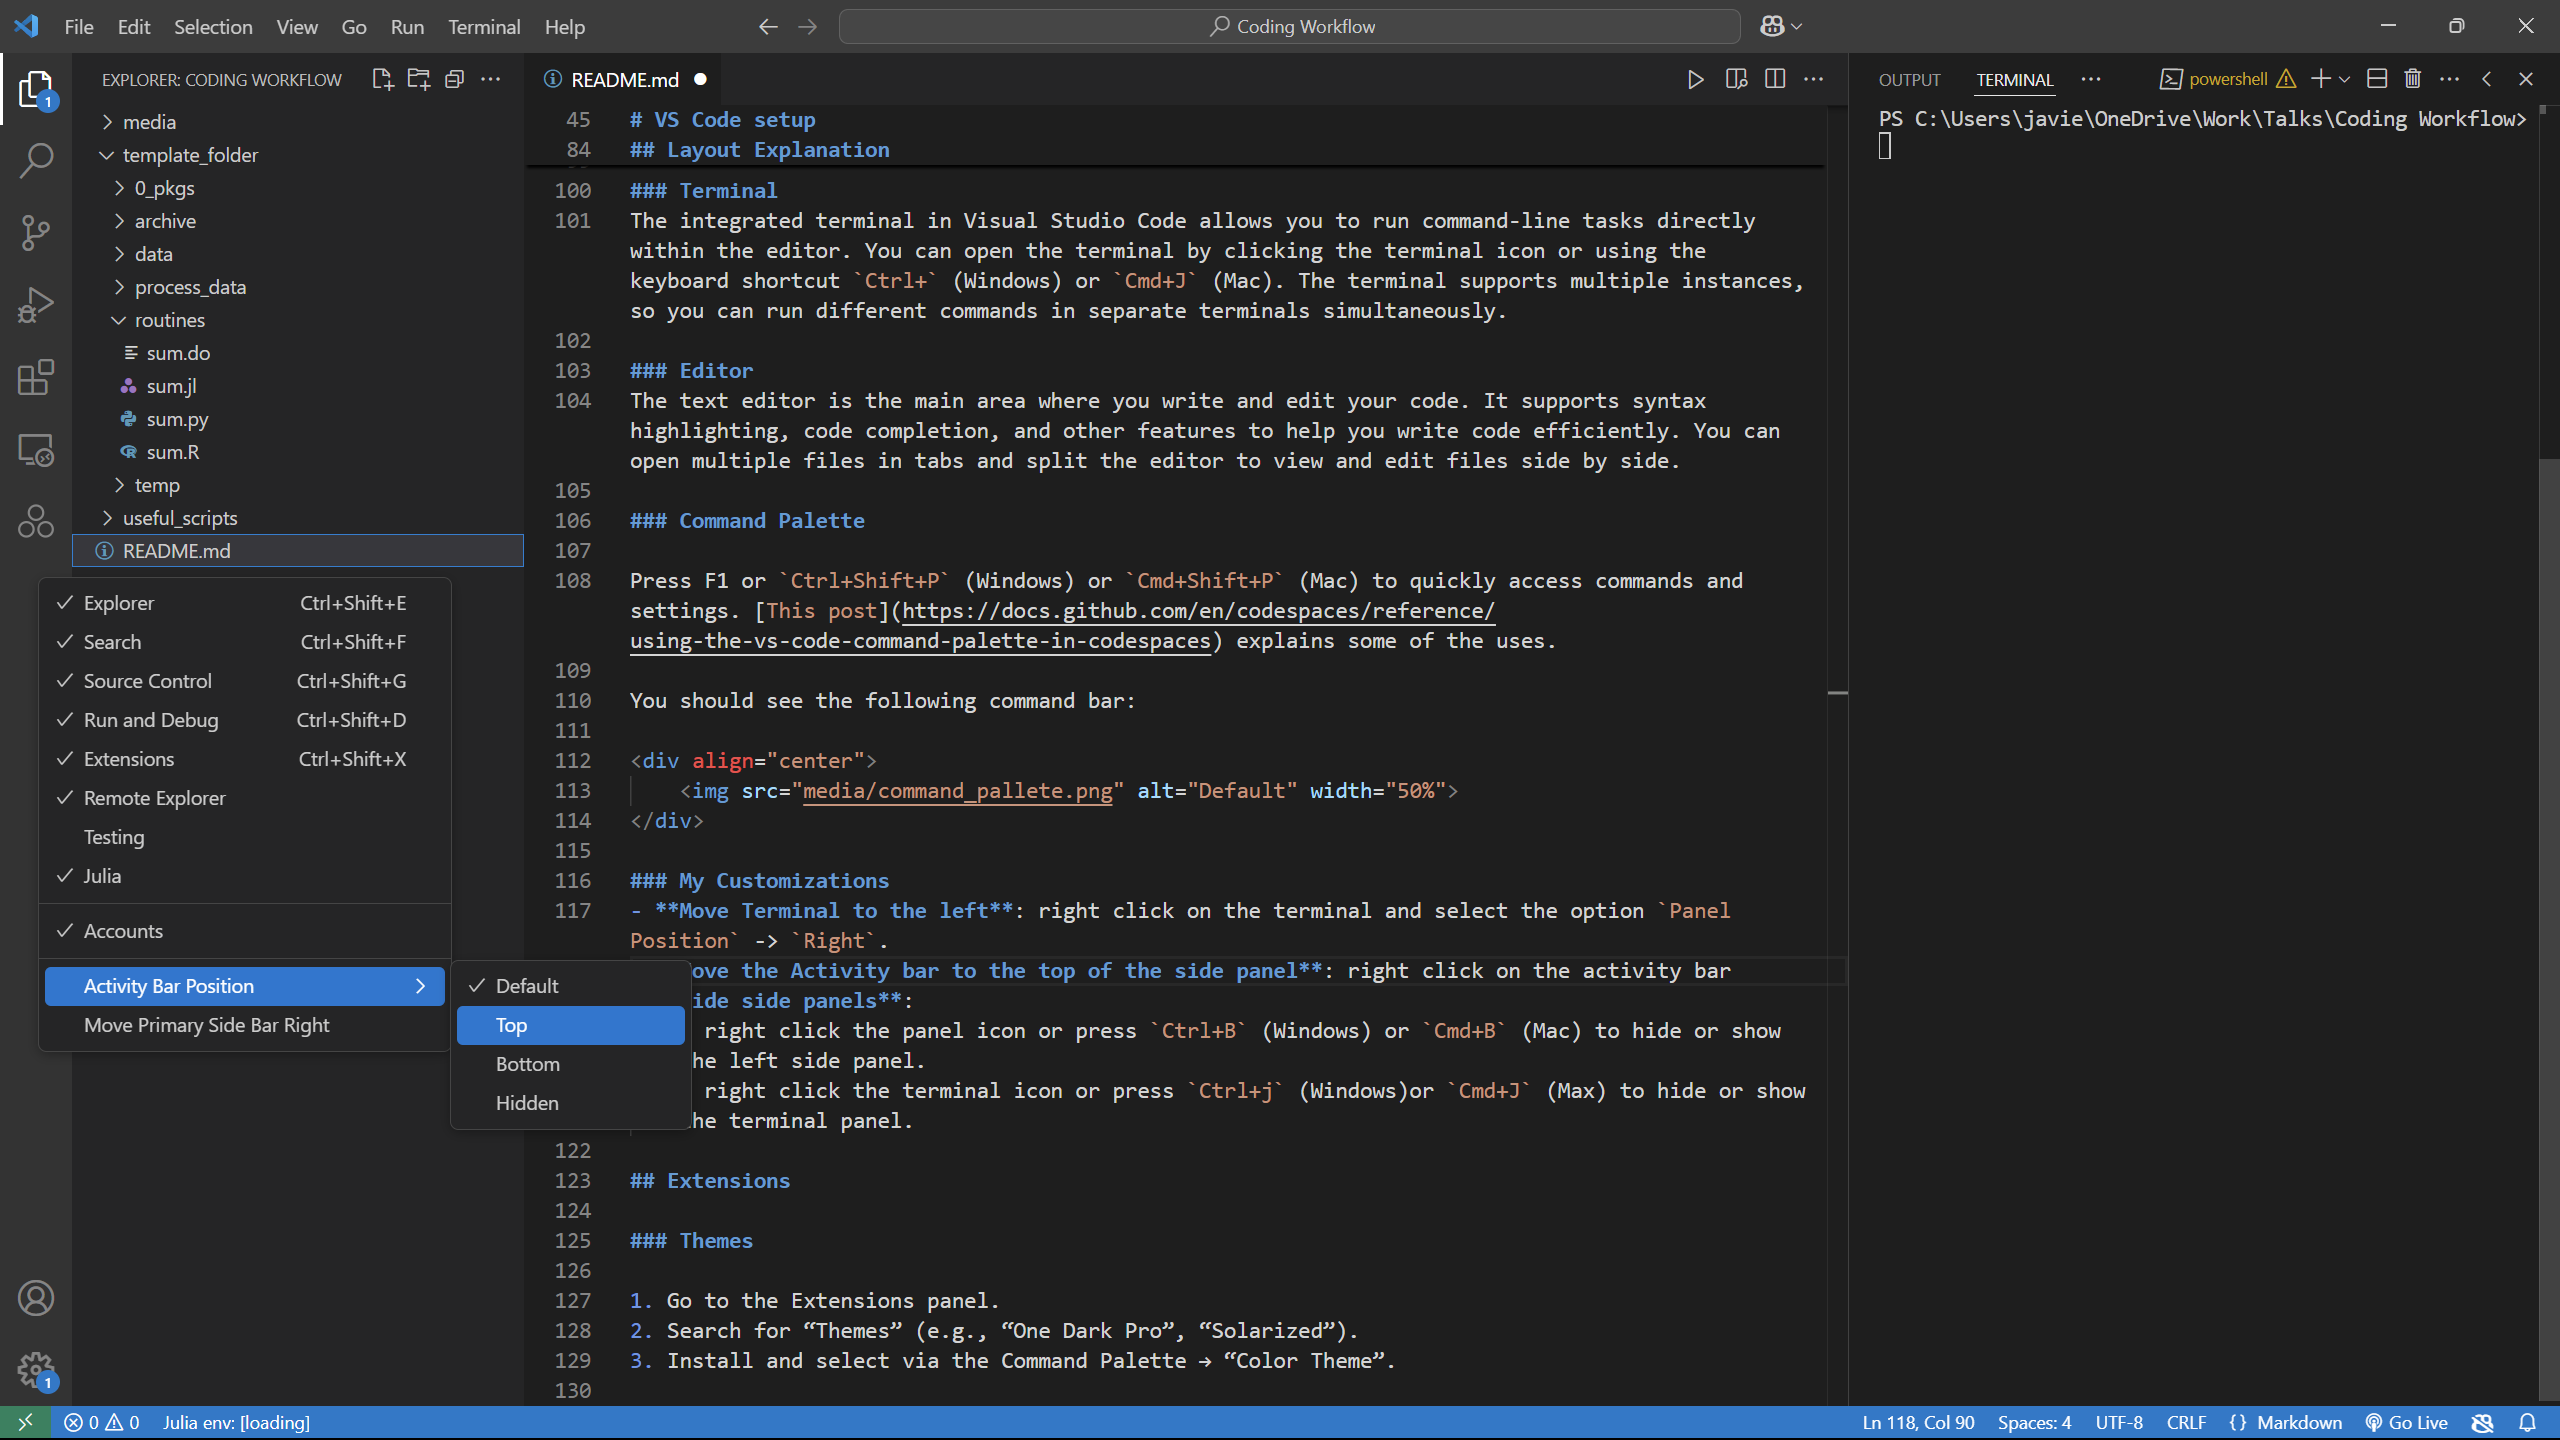 File Edit Selection View Go Run Terminal Help
Coding Workflow
EXPLORER: CODING WORKFLOW
media
template_folder
0_pkgs
archive
data
process_data
routines
sum.do
sum.jl
sum.py
sum.R
temp
useful_scripts
README.md
1
1
Explorer Ctrl+Shift+E
Search Ctrl+Shift+F
Source Control Ctrl+Shift+G
Run and Debug Ctrl+Shift+D
Extensions Ctrl+Shift+X
Remote Explorer
Testing
Julia
Accounts
Activity Bar Position
Move Primary Side Bar Right
Default
Top
Bottom
Hidden
README.md
45 # VS Code setup
84 ## Layout Explanation
100 ### Terminal
101 The integrated terminal in Visual Studio Code allows you to run command-line tasks directly
within the editor. You can open the terminal by clicking the terminal icon or using the
keyboard shortcut `Ctrl+` (Windows) or `Cmd+J` (Mac). The terminal supports multiple instances,
so you can run different commands in separate terminals simultaneously.
102
103 ### Editor
104 The text editor is the main area where you write and edit your code. It supports syntax
highlighting, code completion, and other features to help you write code efficiently. You can
open multiple files in tabs and split the editor to view and edit files side by side.
105
106 ### Command Palette
107
108 Press F1 or `Ctrl+Shift+P` (Windows) or `Cmd+Shift+P` (Mac) to quickly access commands and
settings. [This post](https://docs.github.com/en/codespaces/reference/
using-the-vs-code-command-palette-in-codespaces) explains some of the uses.
109
110 You should see the following command bar:
111
112 <div align="center">
113 <img src="media/command_pallete.png" alt="Default" width="50%">
114 </div>
115
116 ### My Customizations
117 - **Move Terminal to the left**: right click on the terminal and select the option `Panel
Position` -> `Right`.
ove the Activity bar to the top of the side panel**: right click on the activity bar
ide side panels**:
right click the panel icon or press `Ctrl+B` (Windows) or `Cmd+B` (Mac) to hide or show
he left side panel.
right click the terminal icon or press `Ctrl+j` (Windows)or `Cmd+J` (Max) to hide or show
he terminal panel.
122
123 ## Extensions
124
125 ### Themes
126
127 1. Go to the Extensions panel.
128 2. Search for “Themes” (e.g., “One Dark Pro”, “Solarized”).
129 3. Install and select via the Command Palette → “Color Theme”.
130
OUTPUT TERMINAL powershell
PS C:\Users\javie\OneDrive\Work\Talks\Coding Workflow>
0 0 Julia env: [loading] Ln 118, Col 90 Spaces: 4 UTF-8 CRLF {} Markdown Go Live